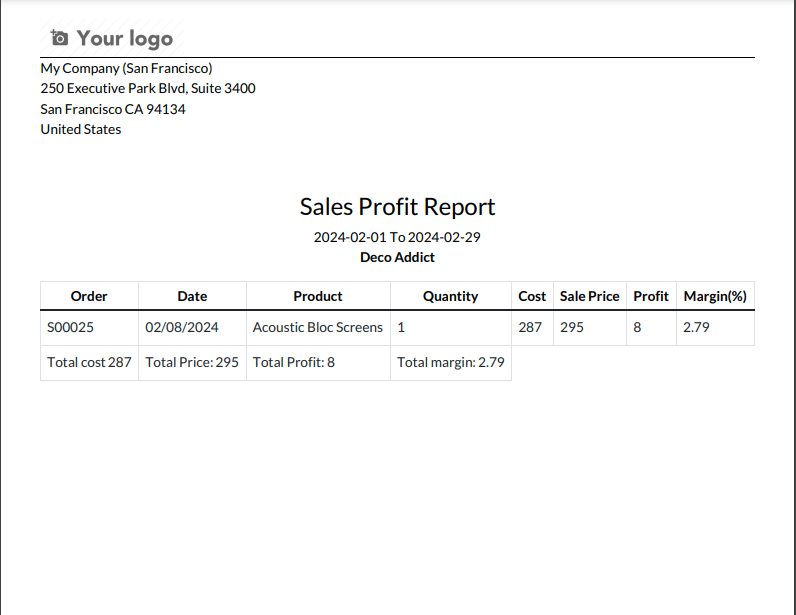 Your logo
My Company (San Francisco)
250 Executive Park Blvd, Suite 3400
San Francisco CA 94134
United States
Sales Profit Report
2024-02-01 To 2024-02-29
Deco Addict
Order Date Product Quantity Cost Sale Price Profit Margin(%)
S00025 02/08/2024 Acoustic Bloc Screens 1 287 295 8 2.79
Total cost 287 Total Price: 295 Total Profit: 8 Total margin: 2.79